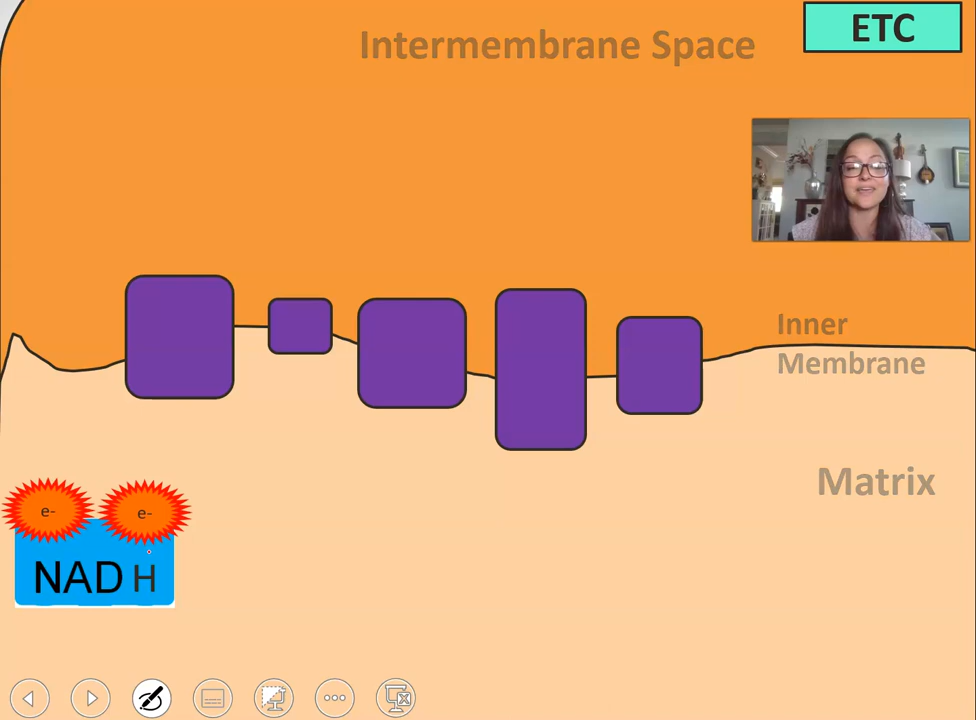 Intermembrane Space
ETC
Inner
Membrane
Matrix
e-
e-
NAD H